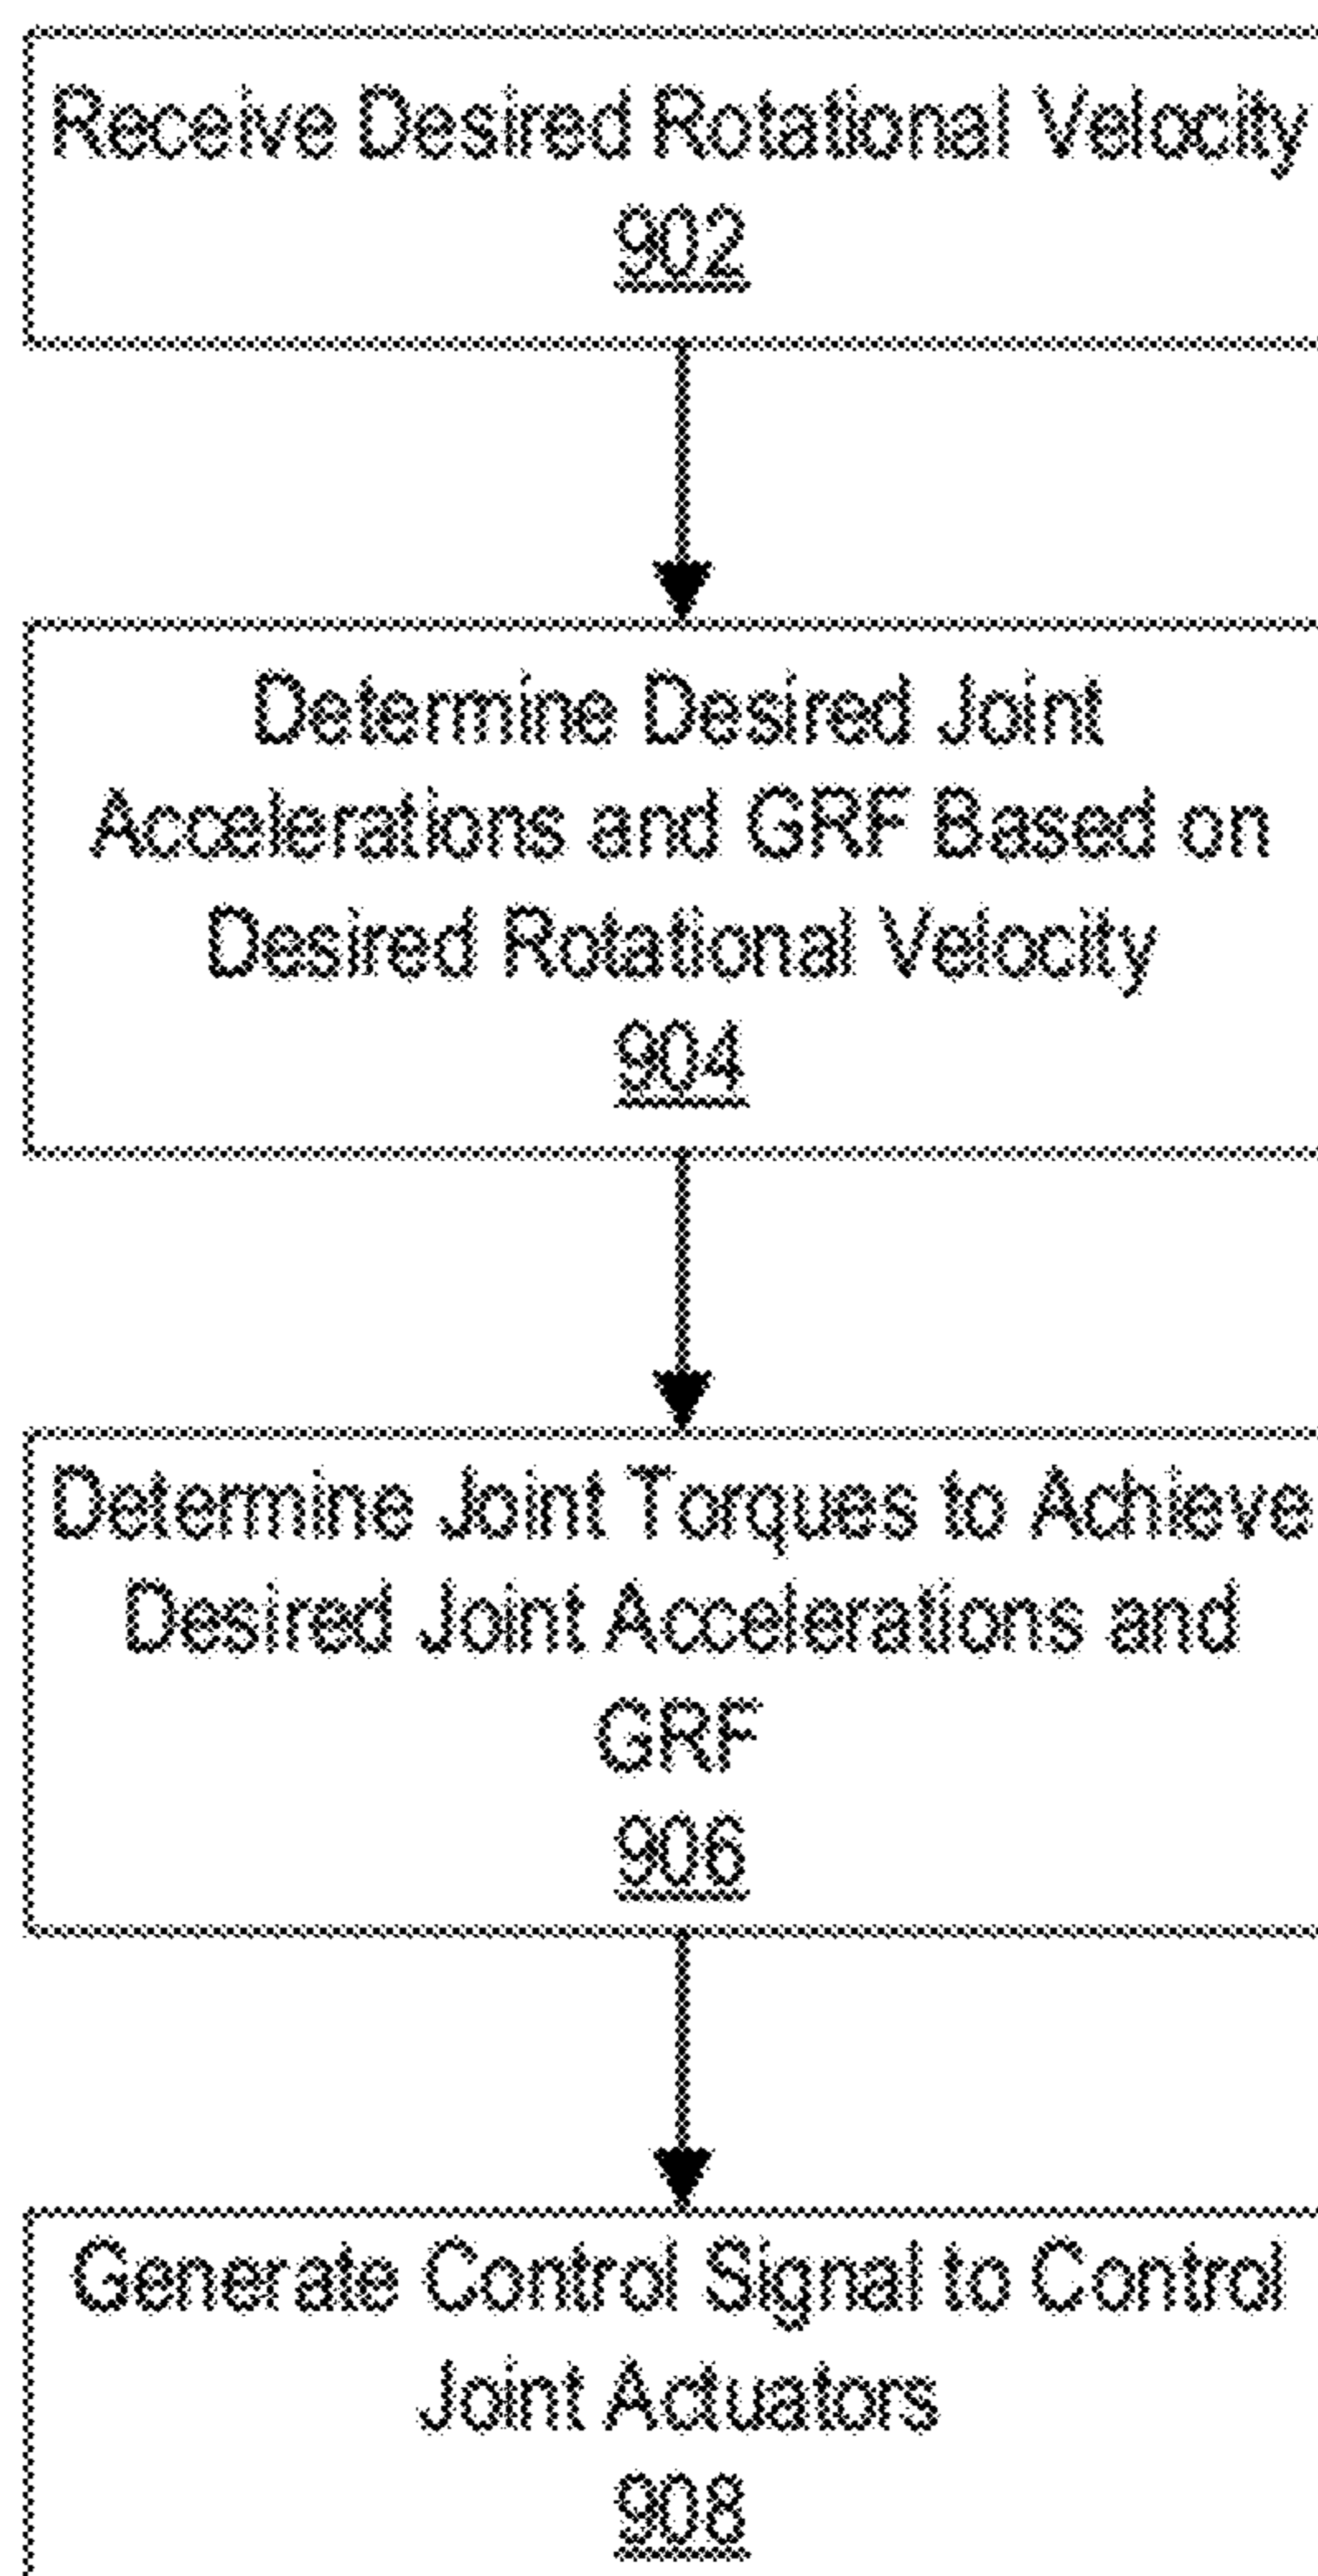 Receive Desired Rotational Velocity
902
Determine Desired Joint
Accelerations and GRF Based on
Desired Rotational Velocity
904
Determine Joint Torques to Achieve
Desired Joint Accelerations and
GRF
906
Generate Control Signal to Control
Joint Actuators
908